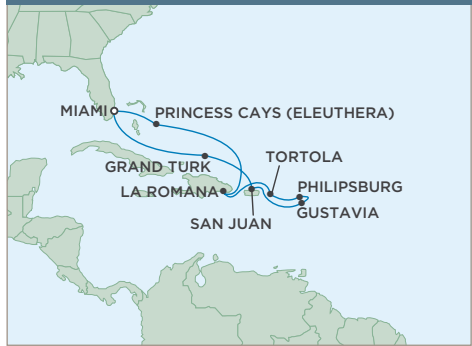 MIAMI
PRINCESS CAYS (ELEUTHERA)
GRAND TURK
TORTOLA
LA ROMANA
PHILIPSBURG
GUSTAVIA
SAN JUAN